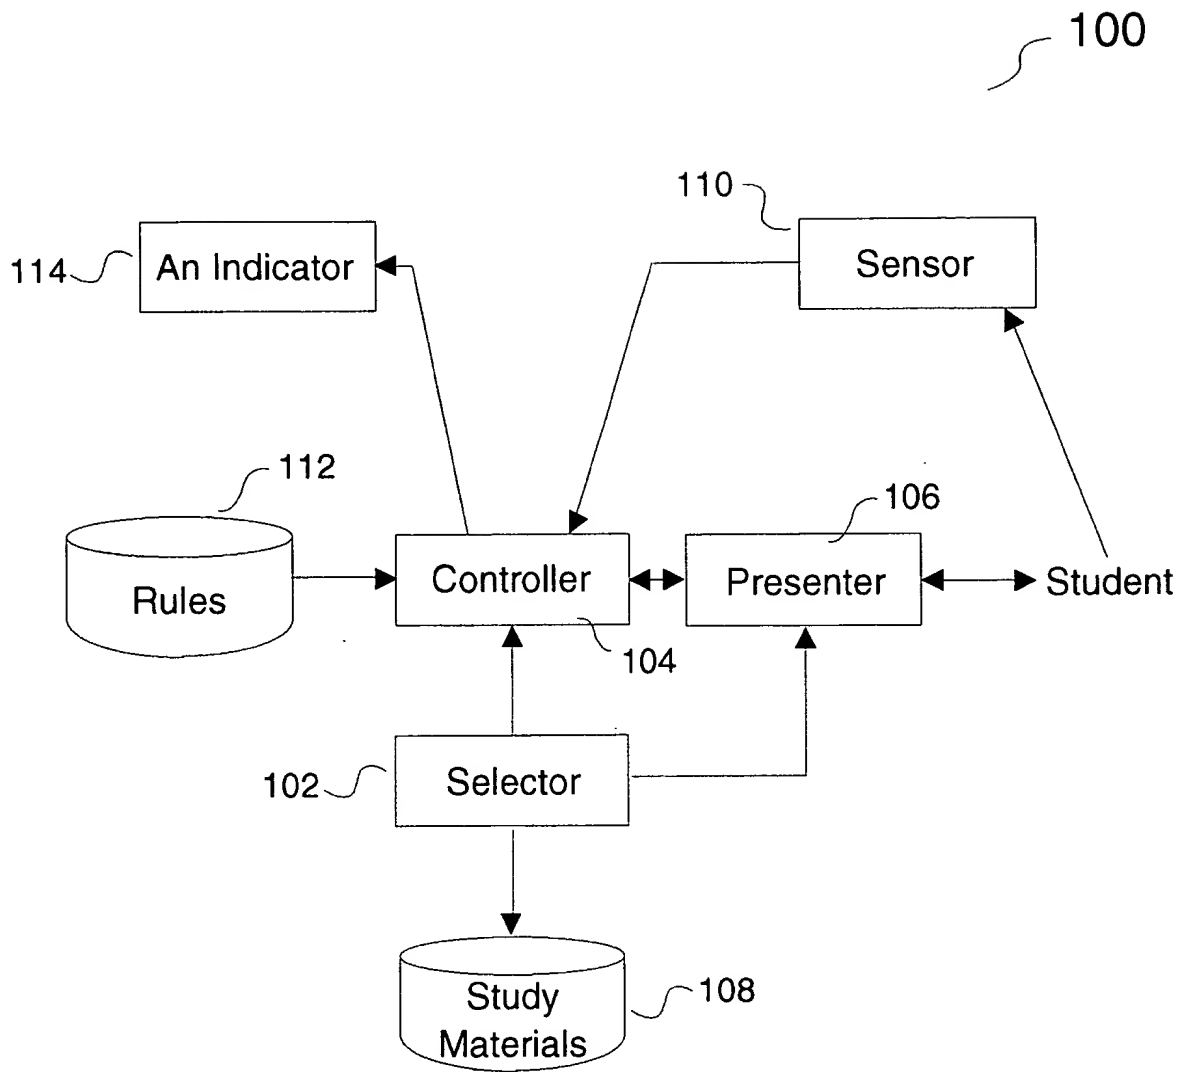 100
110
An Indicator
Sensor
114
112
106
Rules
Controller
Presenter
Student
104
102
Selector
Study
Materials
108